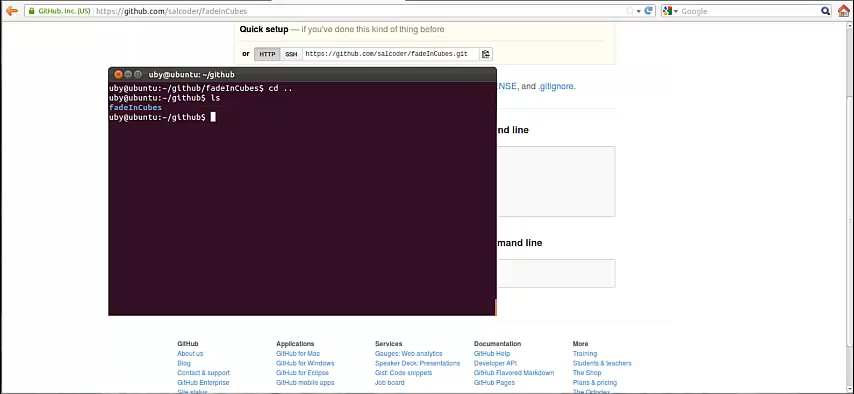 GitHub, Inc. (US)
https://github.com/salcoder/fadeInCubes
Google
Quick setup — if you've done this kind of thing before
or HTTP SSH https://github.com/salcoder/fadeInCubes.git
ENSE, and .gitignore.
uby@ubuntu: ~/github
uby@ubuntu:~/github/fadeInCubes$ cd ..
uby@ubuntu:~/github$ ls
fadeInCubes
uby@ubuntu:~/github$
nd line
mand line
GitHub
About us
Blog
Contact & support
GitHub Enterprise
Site status
Applications
GitHub for Mac
GitHub for Windows
GitHub for Eclipse
GitHub mobile apps
Services
Gauges: Web analytics
Speaker Deck: Presentations
Gist: Code snippets
Job board
Documentation
GitHub Help
Developer API
GitHub Flavored Markdown
GitHub Pages
More
Training
Students & teachers
The Shop
Plans & pricing
The Octodex